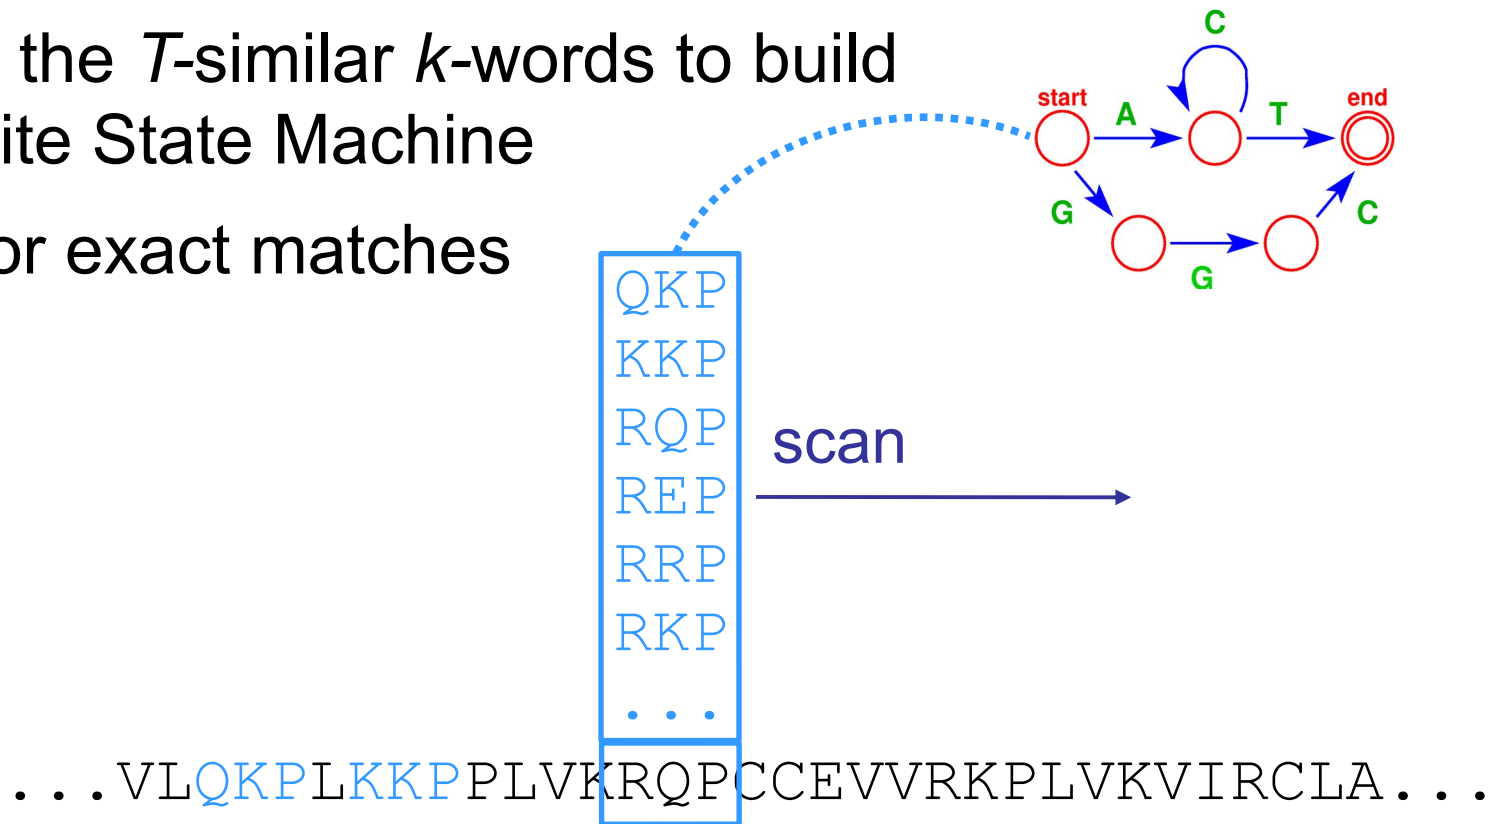 the T-similar k-words to build
ite State Machine
or exact matches
C
start
A
T
end
G
C
G
QKP
KKP
RQP
scan
REP
RRP
RKP
...
...VLQKPLKKPPLVKRQPCCEVVRKPLVKVIRCLA...